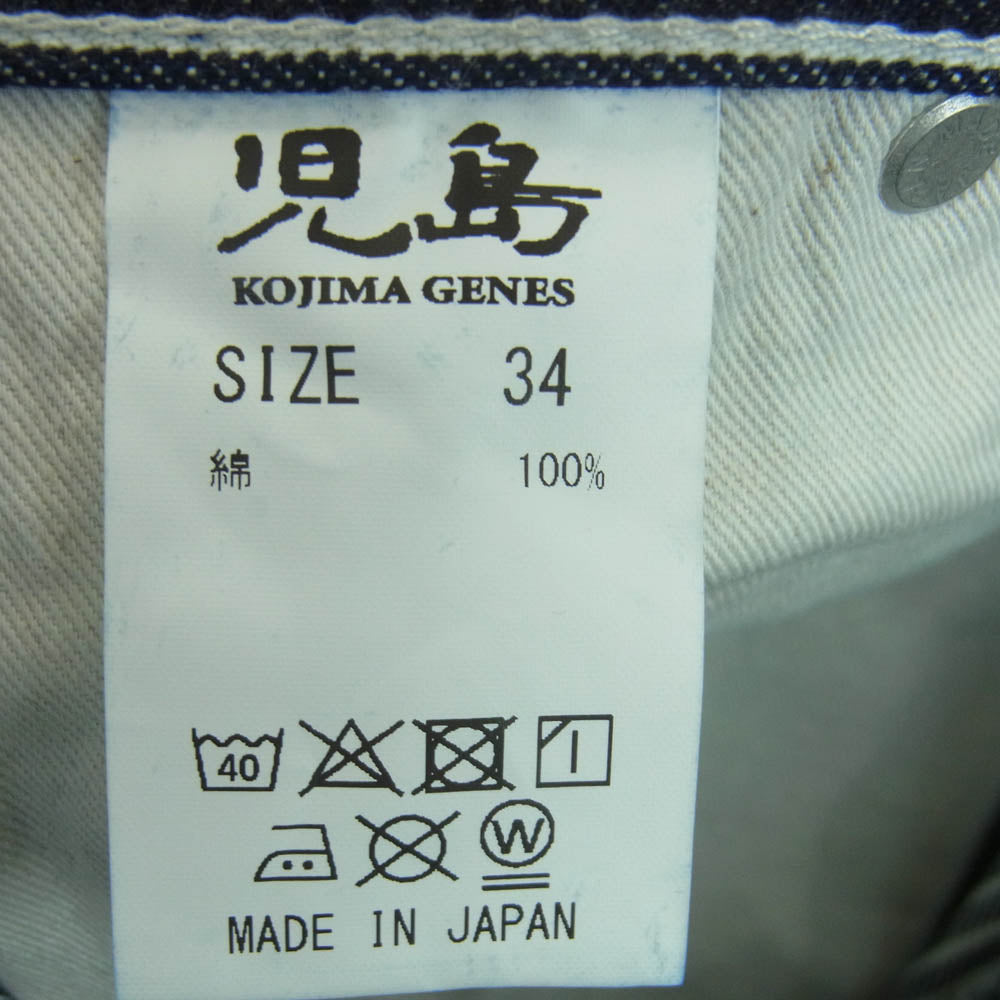 児島
KOJIMA GENES
SIZE 34
綿 100%
40
W
MADE IN JAPAN